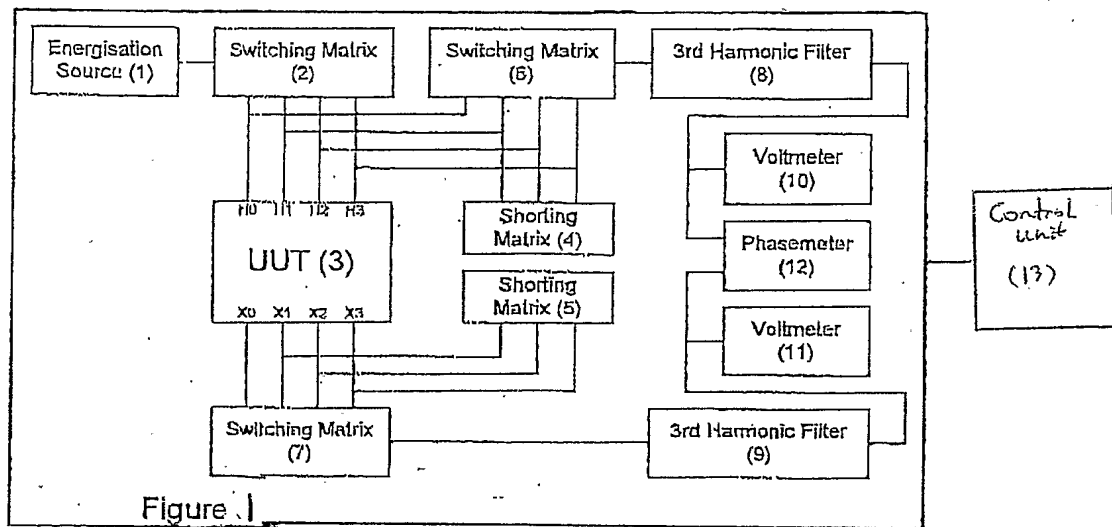 Energisation
Source (1)
Switching Matrix
(2)
Switching Matrix
(6)
3rd Harmonic Filter
(8)
Voltmeter
(10)
H0 H1 H2 H3
UUT (3)
X0 X1 X2 X3
Shorting
Matrix (4)
Shorting
Matrix (5)
Phasemeter
(12)
Voltmeter
(11)
Control
unit
(13)
Switching Matrix
(7)
3rd Harmonic Filter
(9)
Figure 1